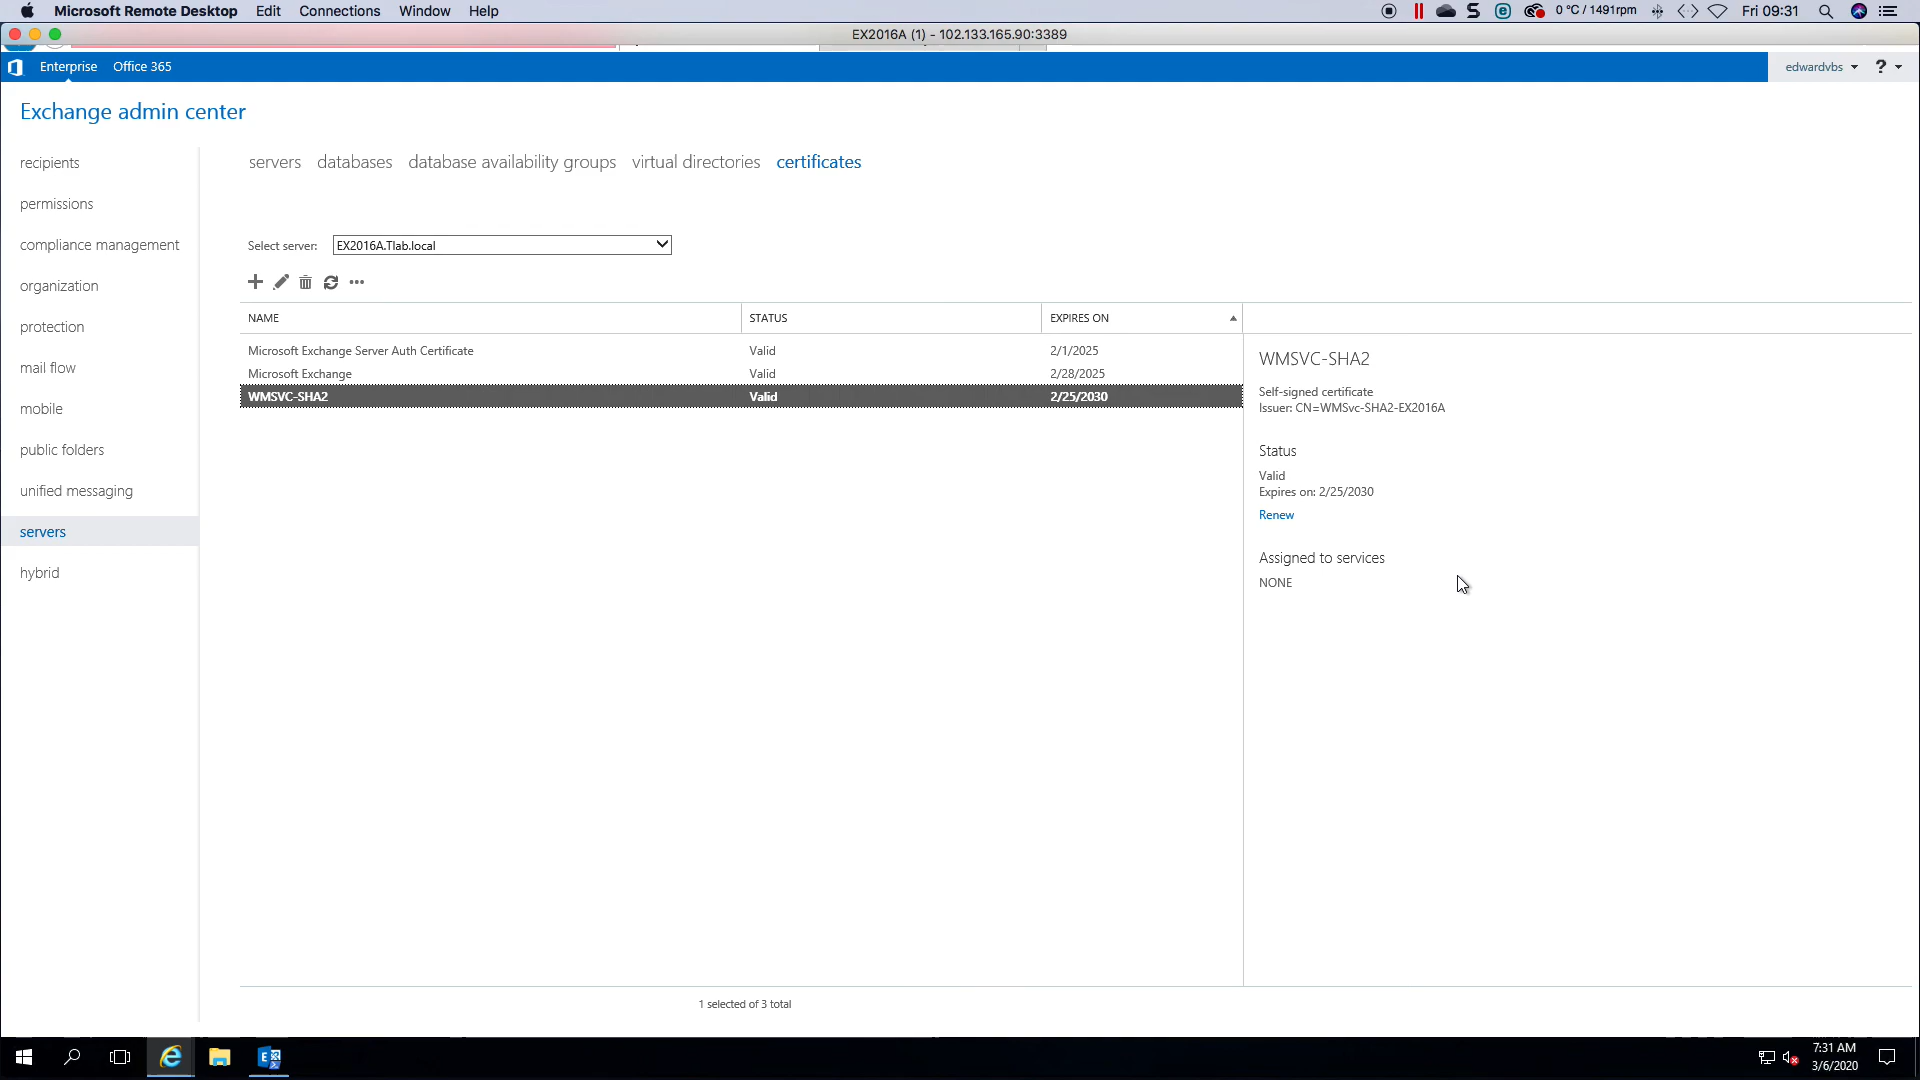 Microsoft Remote Desktop Edit Connections Window Help
0 °C / 1491rpm Fri 09:31
EX2016A (1) - 102.133.165.90:3389
Enterprise Office 365
edwardvbs ?
Exchange admin center
recipients
permissions
compliance management
organization
protection
mail flow
mobile
public folders
unified messaging
servers
hybrid
servers databases database availability groups virtual directories certificates
Select server: EX2016A.Tlab.local
NAME STATUS EXPIRES ON
Microsoft Exchange Server Auth Certificate Valid 2/1/2025
Microsoft Exchange Valid 2/28/2025
WMSVC-SHA2 Valid 2/25/2030
WMSVC-SHA2
Self-signed certificate
Issuer: CN=WMSvc-SHA2-EX2016A
Status
Valid
Expires on: 2/25/2030
Renew
Assigned to services
NONE
1 selected of 3 total
7:31 AM
3/6/2020